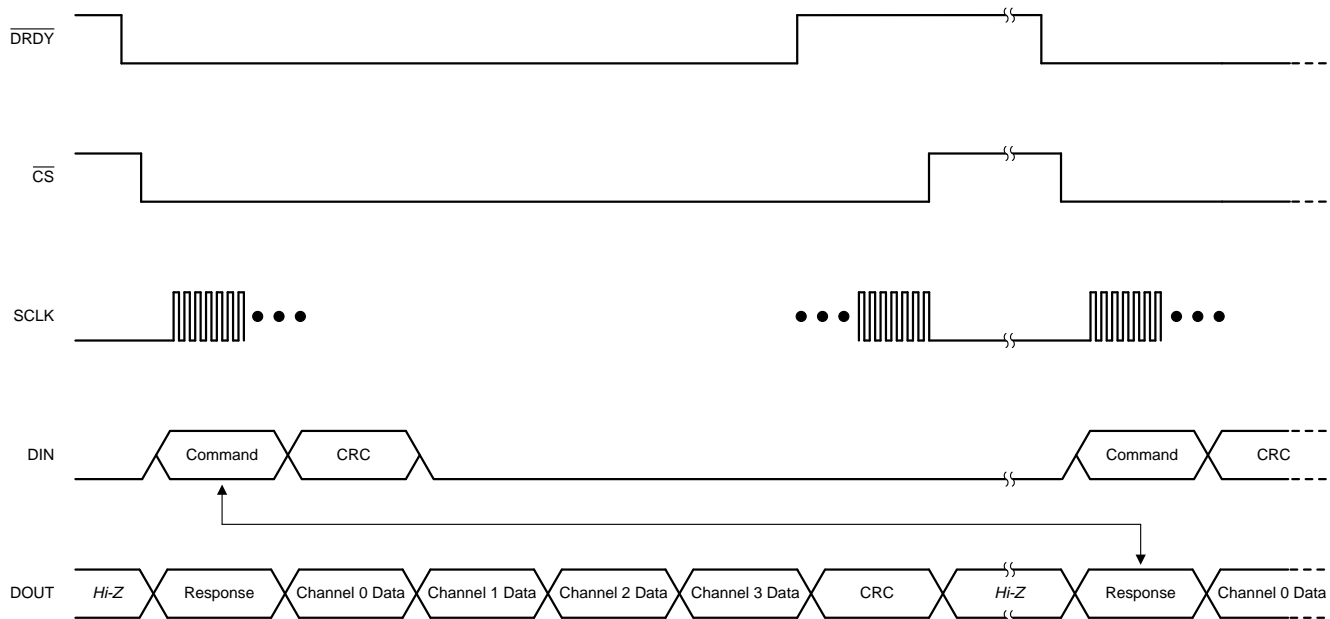 DRDY
CS
SCLK
DIN
Command
CRC
Command
CRC
DOUT
Hi-Z
Response
Channel 0 Data
Channel 1 Data
Channel 2 Data
Channel 3 Data
CRC
Hi-Z
Response
Channel 0 Data